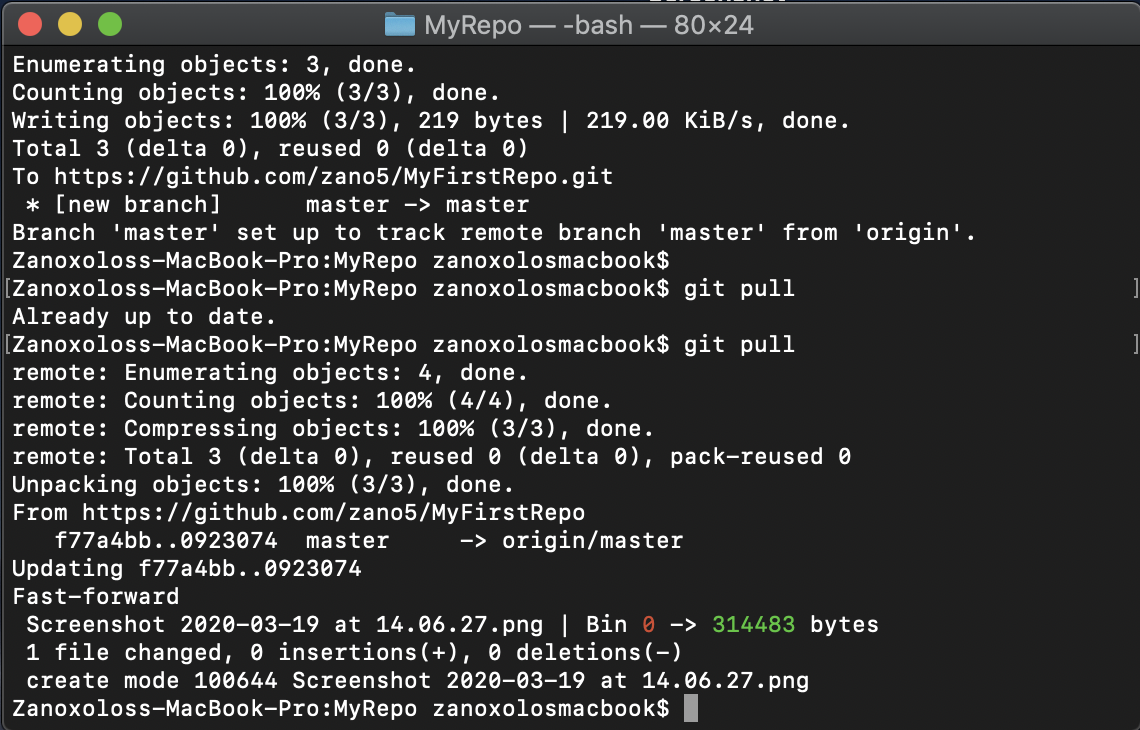 MyRepo — -bash — 80×24
Enumerating objects: 3, done.
Counting objects: 100% (3/3), done.
Writing objects: 100% (3/3), 219 bytes | 219.00 KiB/s, done.
Total 3 (delta 0), reused 0 (delta 0)
To https://github.com/zano5/MyFirstRepo.git
 * [new branch]      master -> master
Branch 'master' set up to track remote branch 'master' from 'origin'.
Zanoxoloss-MacBook-Pro:MyRepo zanoxolosmacbook$
[Zanoxoloss-MacBook-Pro:MyRepo zanoxolosmacbook$ git pull ]
Already up to date.
[Zanoxoloss-MacBook-Pro:MyRepo zanoxolosmacbook$ git pull ]
remote: Enumerating objects: 4, done.
remote: Counting objects: 100% (4/4), done.
remote: Compressing objects: 100% (3/3), done.
remote: Total 3 (delta 0), reused 0 (delta 0), pack-reused 0
Unpacking objects: 100% (3/3), done.
From https://github.com/zano5/MyFirstRepo
   f77a4bb..0923074  master     -> origin/master
Updating f77a4bb..0923074
Fast-forward
 Screenshot 2020-03-19 at 14.06.27.png | Bin 0 -> 314483 bytes
 1 file changed, 0 insertions(+), 0 deletions(-)
 create mode 100644 Screenshot 2020-03-19 at 14.06.27.png
Zanoxoloss-MacBook-Pro:MyRepo zanoxolosmacbook$